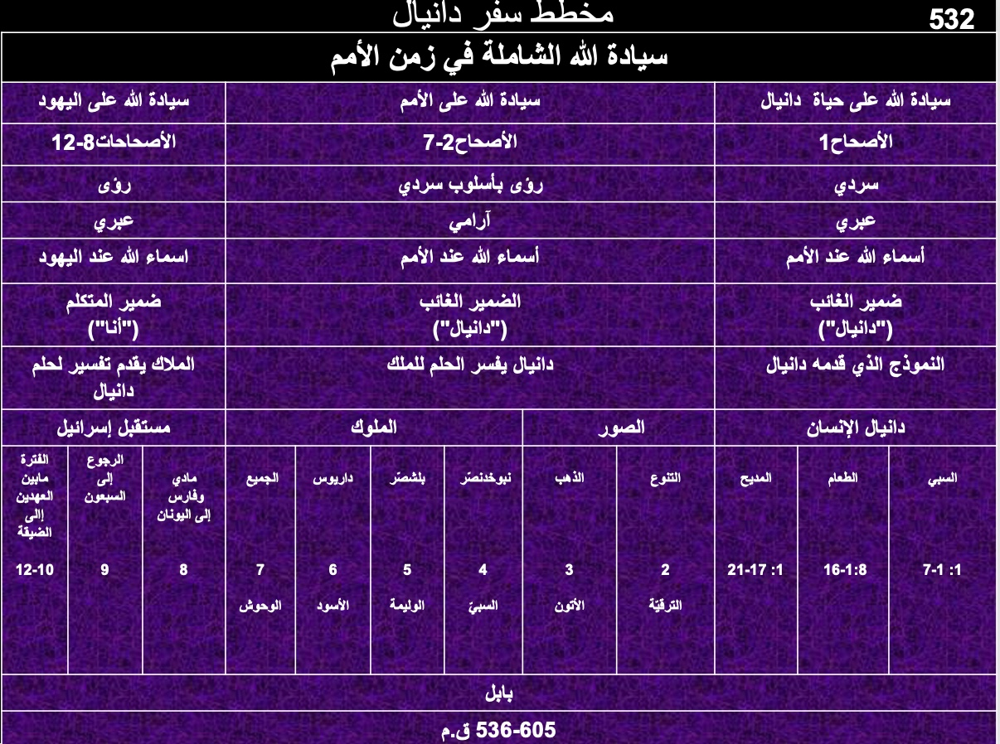 مخطط سفر دانيال
532
سيادة الله الشاملة في زمن الأمم
سيادة الله على حياة دانيال
سيادة الله على الأمم
سيادة الله على اليهود
الأصحاح1
الأصحاح2-7
الأصحاحات8-12
سردي
رؤى بأسلوب سردي
رؤى
عبري
آرامي
عبري
أسماء الله عند الأمم
أسماء الله عند الأمم
اسماء الله عند اليهود
ضمير الغائب
("دانيال")
الضمير الغائب
("دانيال")
ضمير المتكلم
("أنا")
النموذج الذي قدمه دانيال
دانيال يفسر الحلم للملك
الملاك يقدم تفسير لحلم
دانيال
دانيال الإنسان
الصور
الملوك
مستقبل إسرائيل
السبي
1: 1-7
الطعام
1:8-16
المديح
1: 17-21
التنوع
2
الترقيّة
الذهب
3
الأتون
نبوخدنصّر
4
السبيّ
بلشصّر
5
الوليمة
داريوس
6
الأسود
الجميع
7
الوحوش
مادي
وفارس
إلى اليونان
8
الرجوع
إلى
السبعون
9
الفترة
مابين
العهدين
إالى
الضيقة
10-12
بابل
605-536 ق.م